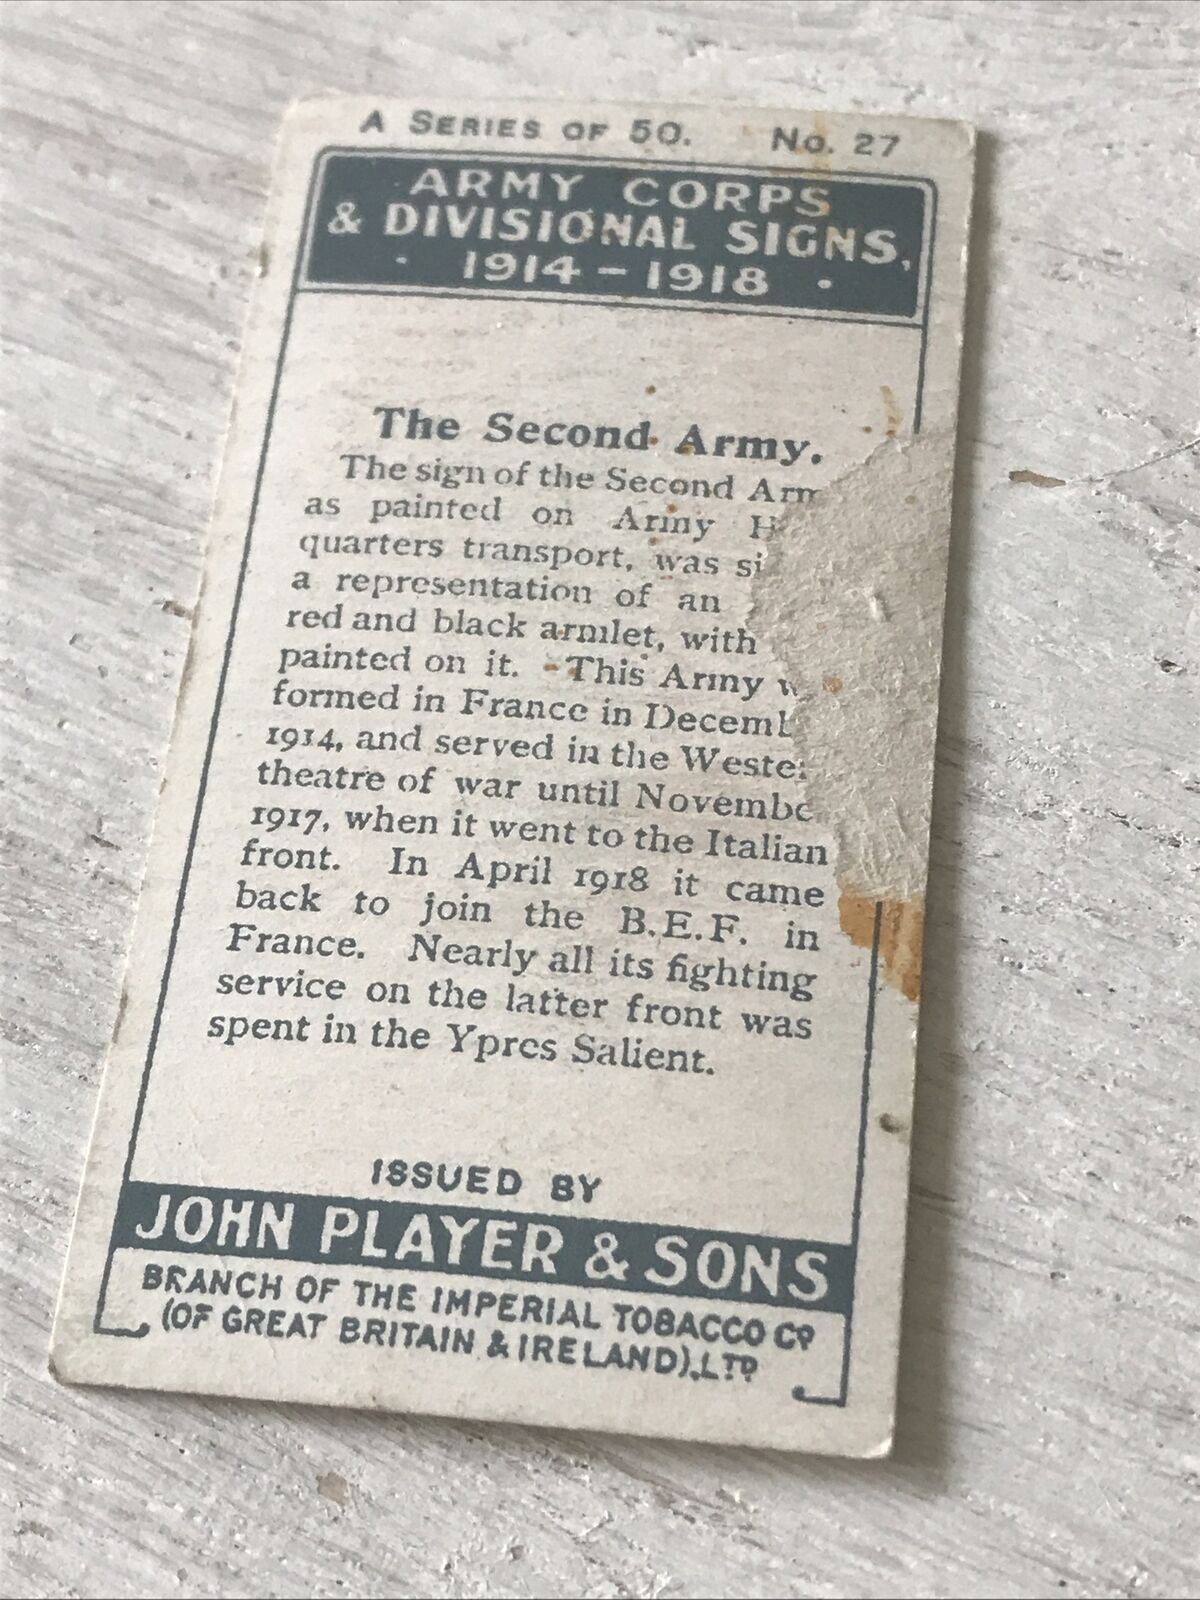 A SERIES OF 50. No. 27
ARMY CORPS
& DIVISIONAL SIGNS,
· 1914 – 1918 ·
The Second Army.
The sign of the Second Arm
as painted on Army H
quarters transport, was si
a representation of an
red and black armlet, with
painted on it. This Army w
formed in France in Decemb
1914, and served in the Wester
theatre of war until Novembe
1917, when it went to the Italian
front. In April 1918 it came
back to join the B.E.F. in
France. Nearly all its fighting
service on the latter front was
spent in the Ypres Salient.
ISSUED BY
JOHN PLAYER & SONS
BRANCH OF THE IMPERIAL TOBACCO Co
(OF GREAT BRITAIN & IRELAND), LTD